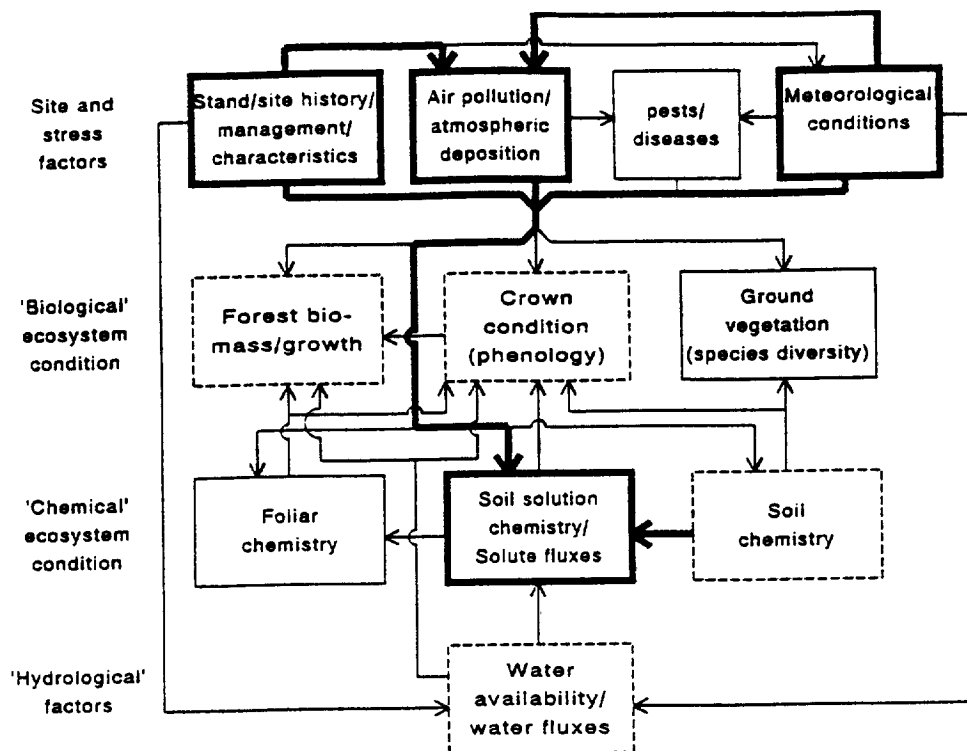 Site and
stress
factors
Stand/site history/
management/
characteristics
Air pollution/
atmospheric
deposition
pests/
diseases
Meteorological
conditions
'Biological'
ecosystem
condition
Forest bio-
mass/growth
Crown
condition
(phenology)
Ground
vegetation
(species diversity)
'Chemical'
ecosystem
condition
Foliar
chemistry
Soil solution
chemistry/
Solute fluxes
Soil
chemistry
'Hydrological'
factors
Water
availability/
water fluxes